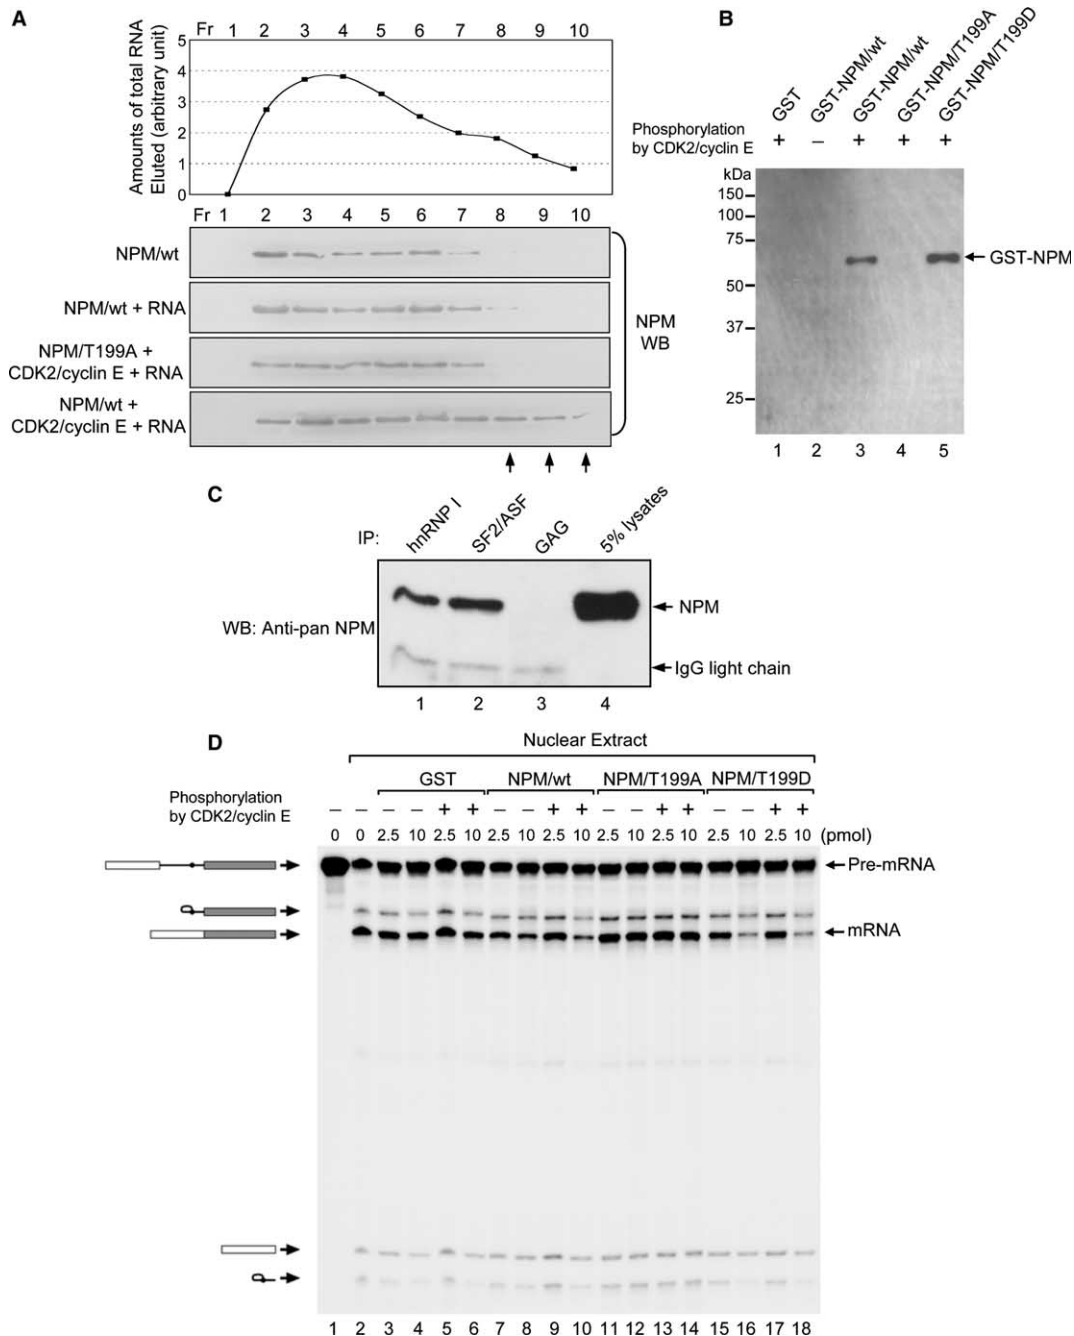 A
Fr 1 2 3 4 5 6 7 8 9 10
Amounts of total RNA
Eluted (arbitrary unit)
5
4
3
2
1
0
Fr 1 2 3 4 5 6 7 8 9 10
NPM/wt
NPM/wt + RNA
NPM/T199A +
CDK2/cyclin E + RNA
NPM/wt +
CDK2/cyclin E + RNA
NPM
WB
B
GST
GST-NPM/wt
GST-NPM/wt
GST-NPM/T199A
GST-NPM/T199D
Phosphorylation
by CDK2/cyclin E
+ – + + +
kDa
150
100
75
50
37
25
GST-NPM
1 2 3 4 5
C
IP: hnRNP I SF2/ASF GAG 5% lysates
WB: Anti-pan NPM
NPM
IgG light chain
1 2 3 4
D
Nuclear Extract
GST NPM/wt NPM/T199A NPM/T199D
Phosphorylation
by CDK2/cyclin E
– – – – + + – – + + – – + + – – + +
0 0 2.5 10 2.5 10 2.5 10 2.5 10 2.5 10 2.5 10 2.5 10 2.5 10 (pmol)
Pre-mRNA
mRNA
1 2 3 4 5 6 7 8 9 10 11 12 13 14 15 16 17 18